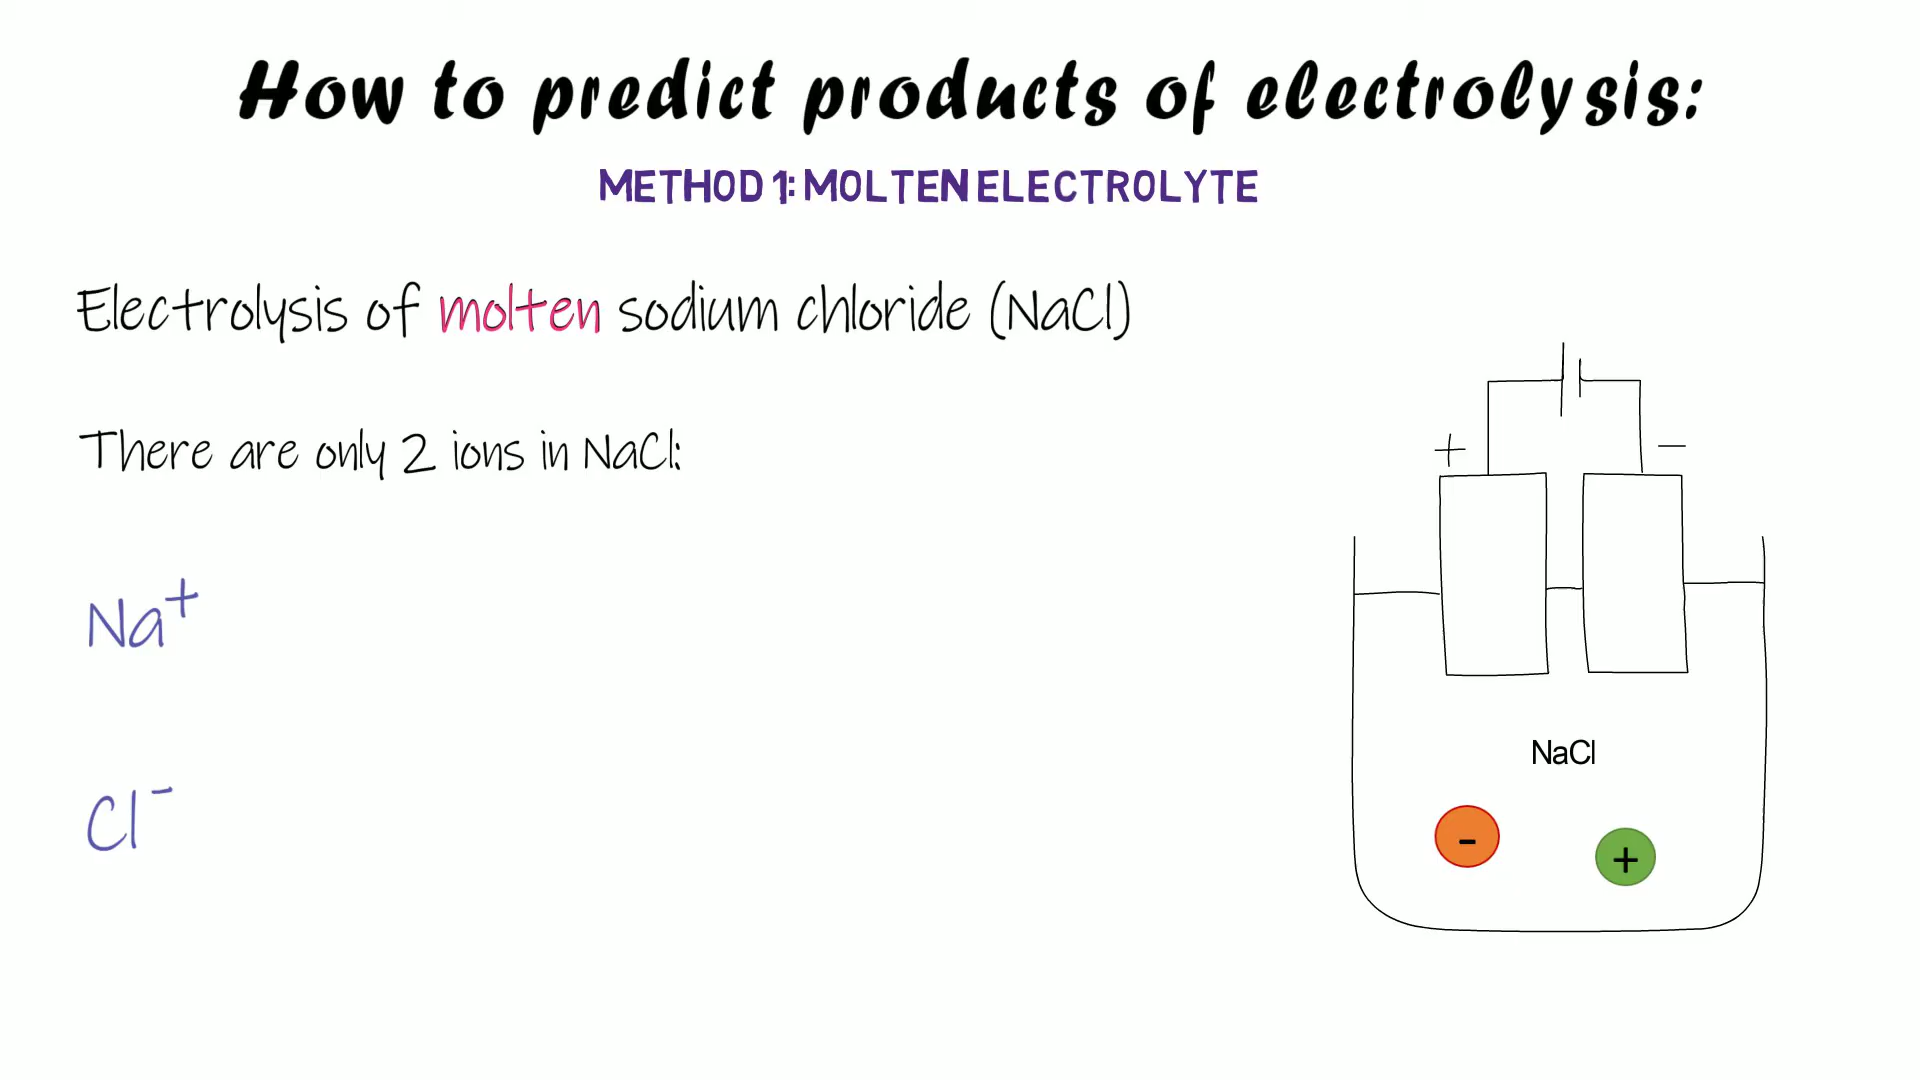 How to predict products of electrolysis:
METHOD 1: MOLTEN ELECTROLYTE
Electrolysis of molten sodium chloride (NaCl)
There are only 2 ions in NaCl:
+ −
Na⁺
NaCl
Cl⁻
- +